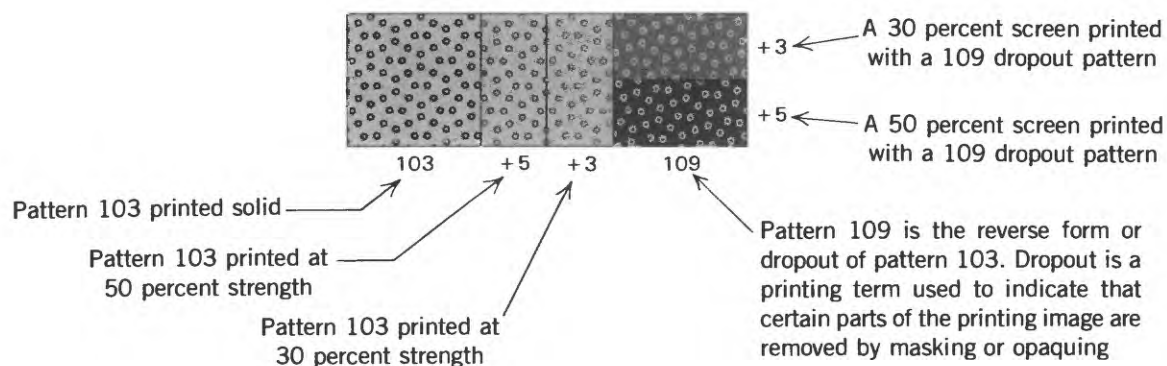 +3
A 30 percent screen printed
with a 109 dropout pattern
+5
A 50 percent screen printed
with a 109 dropout pattern
103
+5
+3
109
Pattern 103 printed solid
Pattern 103 printed at
50 percent strength
Pattern 103 printed at
30 percent strength
Pattern 109 is the reverse form or
dropout of pattern 103. Dropout is a
printing term used to indicate that
certain parts of the printing image are
removed by masking or opaquing